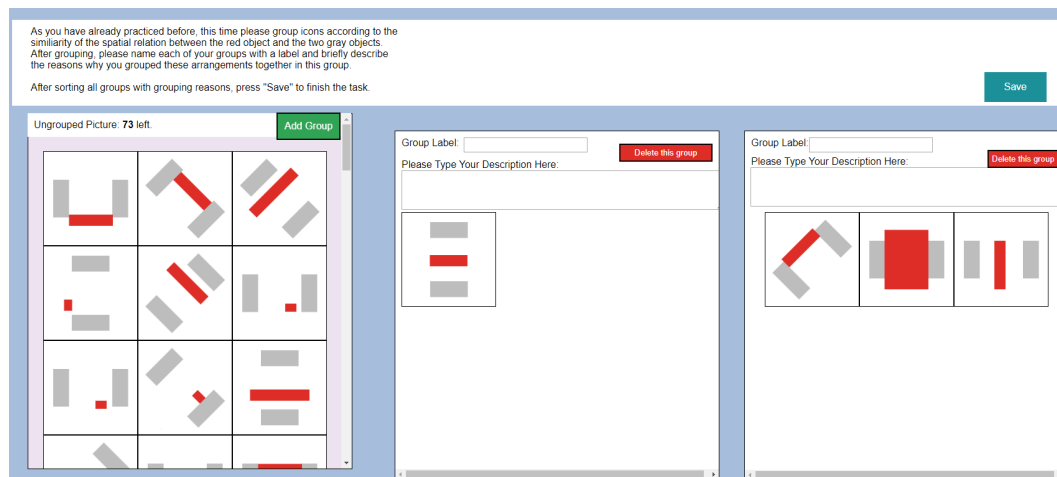 As you have already practiced before, this time please group icons according to the
similiarity of the spatial relation between the red object and the two gray objects.
After grouping, please name each of your groups with a label and briefly describe
the reasons why you grouped these arrangements together in this group.
After sorting all groups with grouping reasons, press "Save" to finish the task.
Save
Ungrouped Picture: 73 left.
Add Group
Group Label:
Delete this group
Please Type Your Description Here:
Group Label:
Delete this group
Please Type Your Description Here: